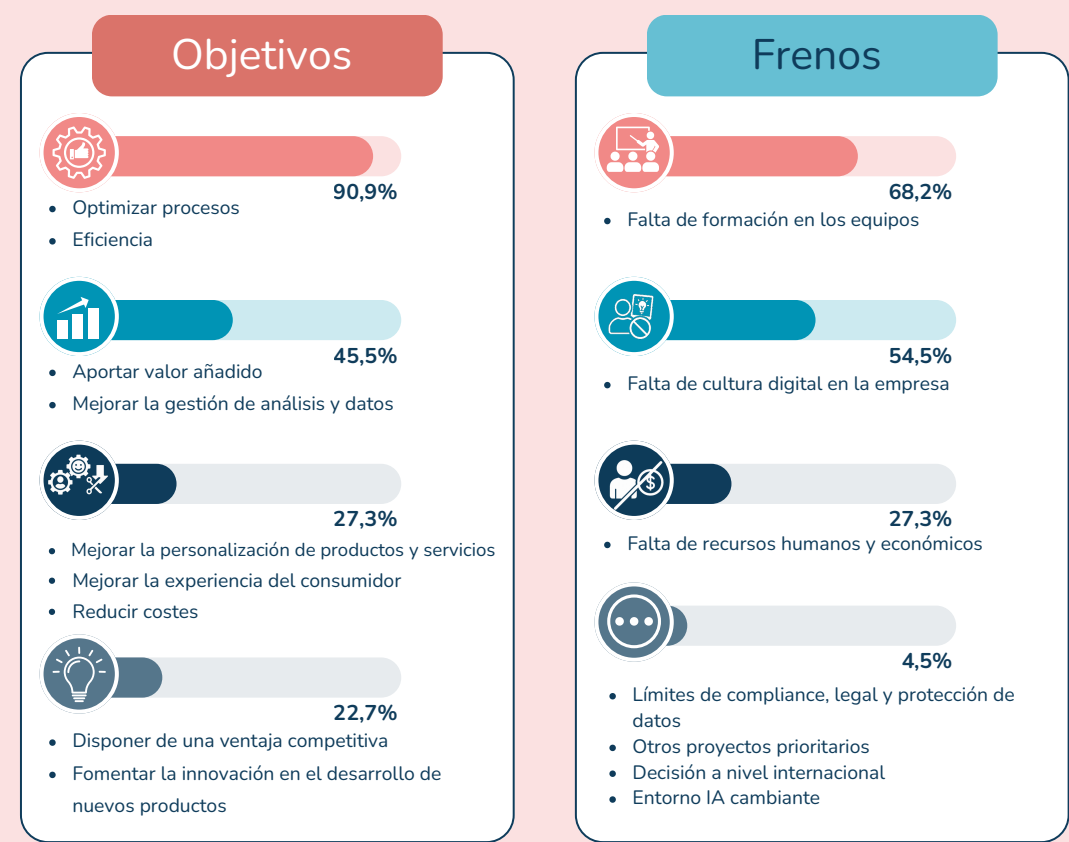 Objetivos
90,9%
• Optimizar procesos
• Eficiencia
45,5%
• Aportar valor añadido
• Mejorar la gestión de análisis y datos
27,3%
• Mejorar la personalización de productos y servicios
• Mejorar la experiencia del consumidor
• Reducir costes
22,7%
• Disponer de una ventaja competitiva
• Fomentar la innovación en el desarrollo de
nuevos productos
Frenos
68,2%
• Falta de formación en los equipos
54,5%
• Falta de cultura digital en la empresa
27,3%
• Falta de recursos humanos y económicos
4,5%
• Límites de compliance, legal y protección de
datos
• Otros proyectos prioritarios
• Decisión a nivel internacional
• Entorno IA cambiante